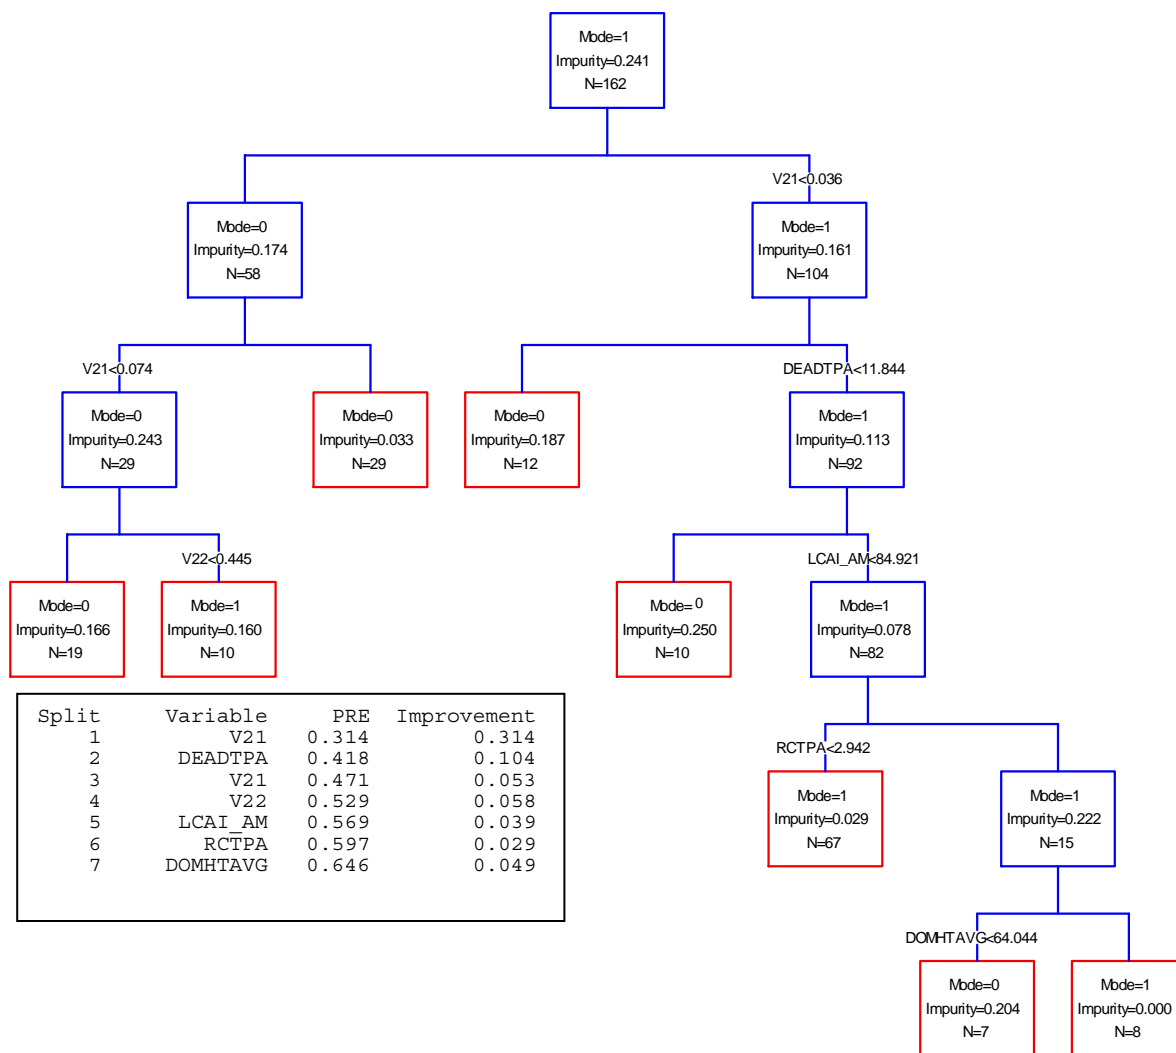 Mode=1
Impurity=0.241
N=162
V21<0.036
Mode=0
Impurity=0.174
N=58
Mode=1
Impurity=0.161
N=104
V21<0.074
DEADTPA<11.844
Mode=0
Impurity=0.243
N=29
Mode=0
Impurity=0.033
N=29
Mode=0
Impurity=0.187
N=12
Mode=1
Impurity=0.113
N=92
V22<0.445
LCAI_AM<84.921
Mode=0
Impurity=0.166
N=19
Mode=1
Impurity=0.160
N=10
Mode= 0
Impurity=0.250
N=10
Mode=1
Impurity=0.078
N=82
Split Variable PRE Improvement
1 V21 0.314 0.314
2 DEADTPA 0.418 0.104
3 V21 0.471 0.053
4 V22 0.529 0.058
5 LCAI_AM 0.569 0.039
6 RCTPA 0.597 0.029
7 DOMHTAVG 0.646 0.049
RCTPA<2.942
Mode=1
Impurity=0.029
N=67
Mode=1
Impurity=0.222
N=15
DOMHTAVG<64.044
Mode=0
Impurity=0.204
N=7
Mode=1
Impurity=0.000
N=8